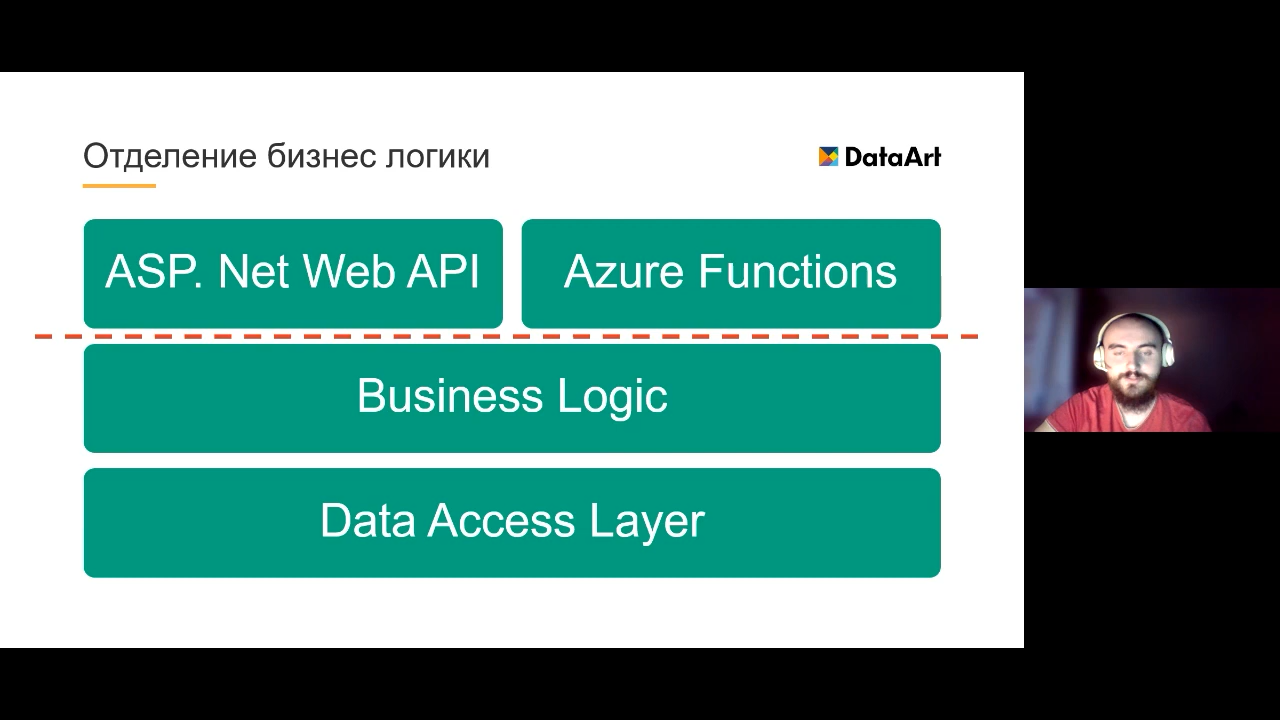 Отделение бизнес логики
DataArt
ASP. Net Web API
Azure Functions
Business Logic
Data Access Layer